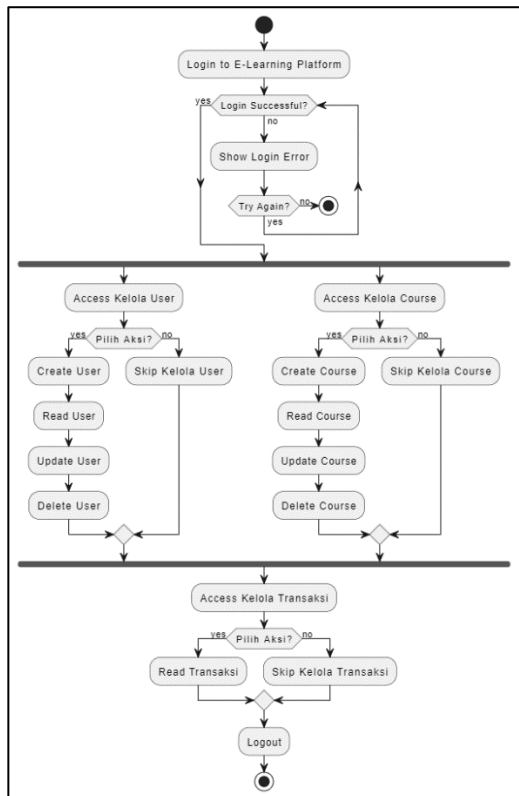 Login to E-Learning Platform
yes
Login Successful?
no
Show Login Error
Try Again?
no
yes
Access Kelola User
Access Kelola Course
yes
Pilih Aksi?
no
yes
Pilih Aksi?
no
Create User
Skip Kelola User
Create Course
Skip Kelola Course
Read User
Read Course
Update User
Update Course
Delete User
Delete Course
Access Kelola Transaksi
yes
Pilih Aksi?
no
Read Transaksi
Skip Kelola Transaksi
Logout